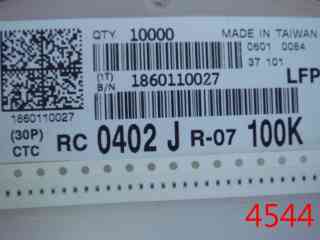 QTY 10000 MADE IN TAIWAN
0601 0084
37 101
(1T)
B/N 1860110027 LFP
1860110027
(30P)
CTC RC 0402 J R-07 100K
4544